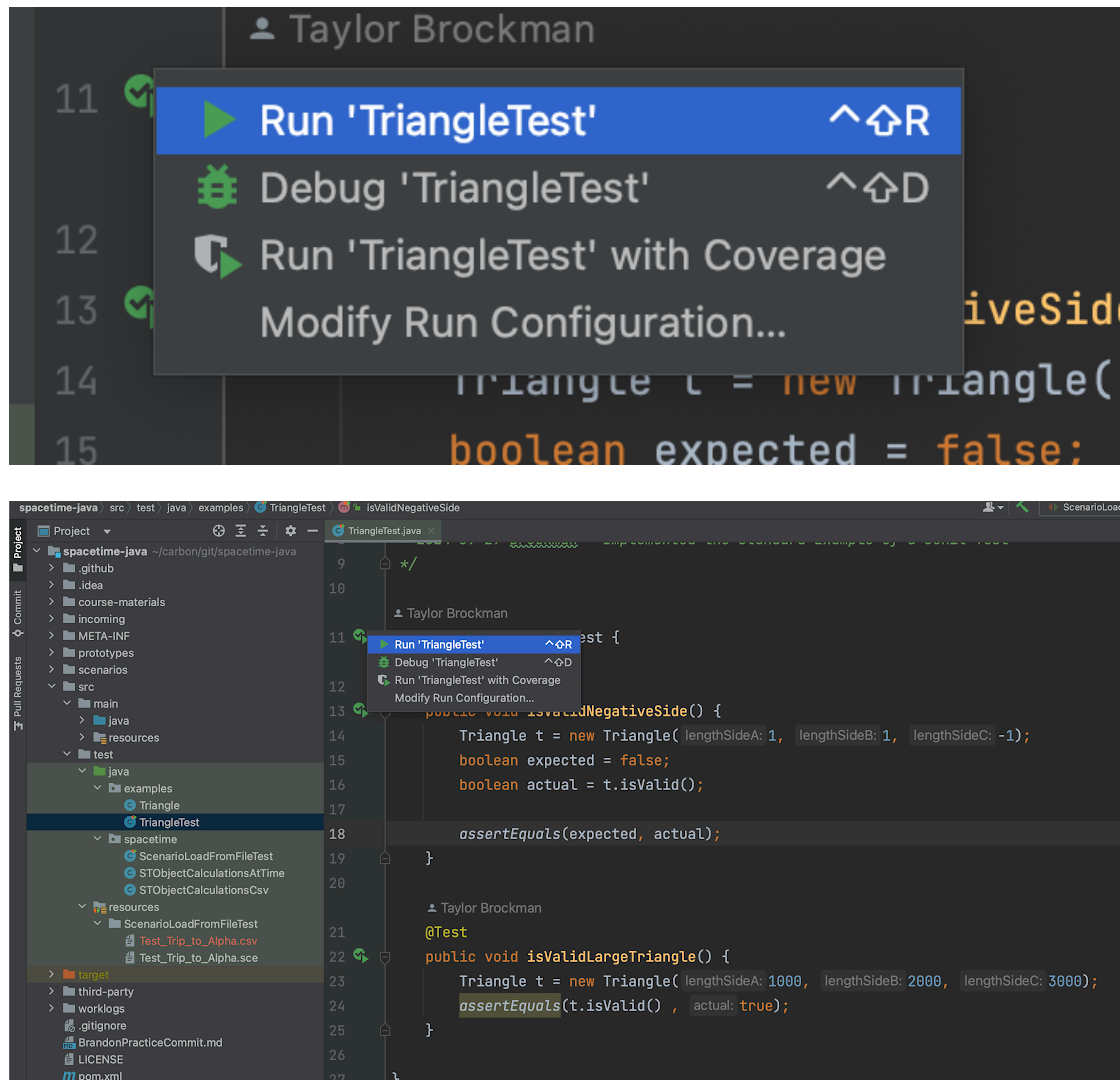 Taylor Brockman
11
Run 'TriangleTest' ^⇧R
Debug 'TriangleTest' ^⇧D
12
Run 'TriangleTest' with Coverage
13 iveSide
Modify Run Configuration...
14 Triangle t = new Triangle(
15 boolean expected = false;
spacetime-java 〉 src 〉 test 〉 java 〉 examples 〉 TriangleTest 〉 m isValidNegativeSide
ScenarioLoad
Project
Commit
Pull Requests
Project
spacetime-java ~/carbon/git/spacetime-java
.github
.idea
course-materials
incoming
META-INF
prototypes
scenarios
src
main
java
resources
test
java
examples
Triangle
TriangleTest
spacetime
ScenarioLoadFromFileTest
STObjectCalculationsAtTime
STObjectCalculationsCsv
resources
ScenarioLoadFromFileTest
Test_Trip_to_Alpha.csv
Test_Trip_to_Alpha.sce
target
third-party
worklogs
.gitignore
BrandonPracticeCommit.md
LICENSE
pom.xml
TriangleTest.java
9 */
10
Taylor Brockman
11 est {
Run 'TriangleTest' ^⇧R
Debug 'TriangleTest' ^⇧D
Run 'TriangleTest' with Coverage
12
Modify Run Configuration...
13 public void isValidNegativeSide() {
14 Triangle t = new Triangle( lengthSideA: 1, lengthSideB: 1, lengthSideC: -1);
15 boolean expected = false;
16 boolean actual = t.isValid();
17
18 assertEquals(expected, actual);
19 }
20
Taylor Brockman
21 @Test
22 public void isValidLargeTriangle() {
23 Triangle t = new Triangle( lengthSideA: 1000, lengthSideB: 2000, lengthSideC: 3000);
24 assertEquals(t.isValid() , actual: true);
25 }
26
27 }